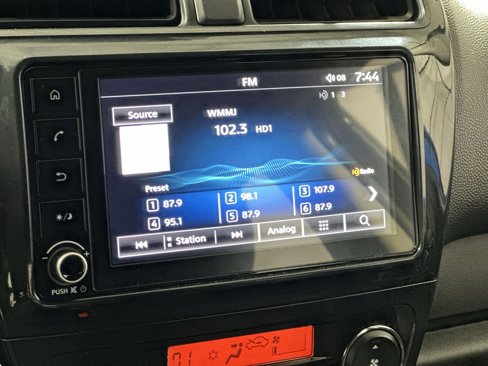 FM
08
7:44
1 3
Source
WMMJ
102.3 HD1
HD Radio
Preset
1 87.9
2 98.1
3 107.9
4 95.1
5 87.9
6 87.9
Station
Analog
PUSH